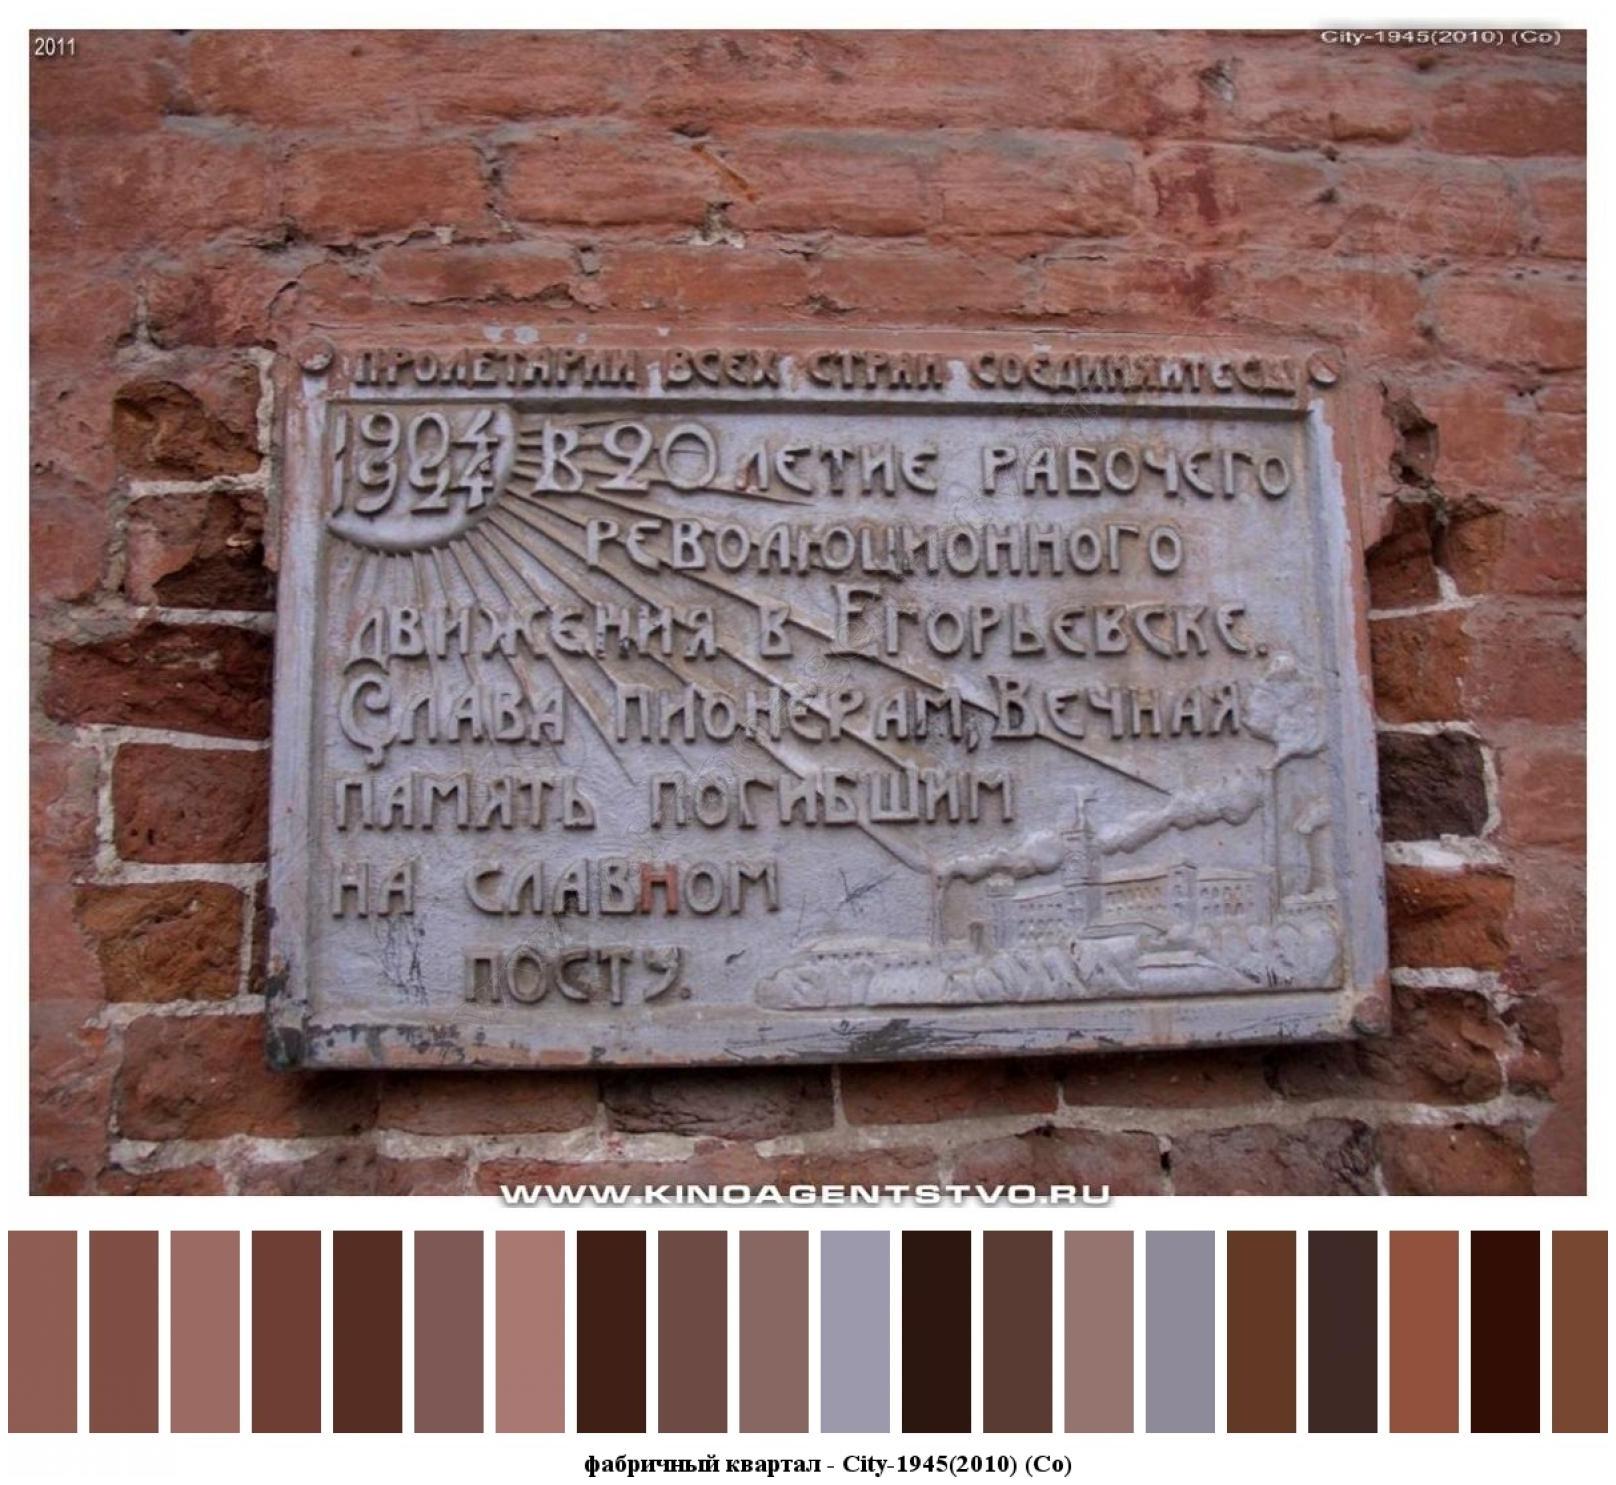 2011
City-1945(2010) (Co)
ПРОЛЕТАРИИ ВСЕХ СТРАН СОЕДИНЯИТЕСЬ
1904
1924
В 20 ЛЕТИЕ РАБОЧЕГО
РЕВОЛЮЦИОННОГО
ДВИЖЕНИЯ В ЕГОРЬЕВСКЕ.
СЛАВА ПИОНЕРАМ, ВЕЧНАЯ
ПАМЯТЬ ПОГИБШИМ
НА СЛАВНОМ
ПОСТУ.
WWW.KINOAGENTSTVO.RU
фабричный квартал - City-1945(2010) (Co)